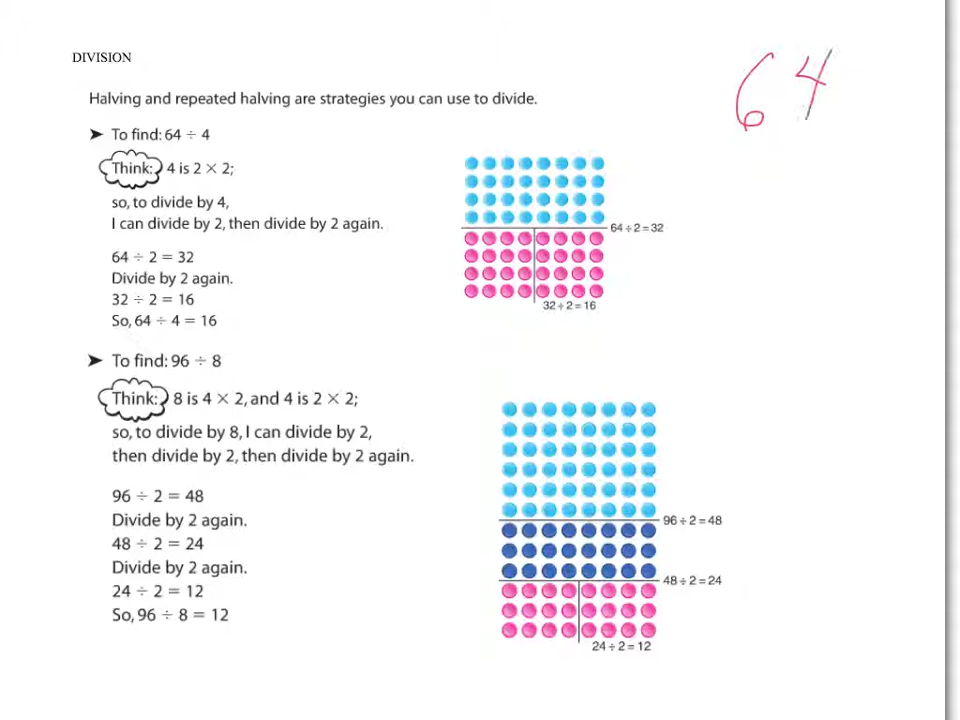 DIVISION
64
Halving and repeated halving are strategies you can use to divide.
➤ To find: 64 ÷ 4
Think: 4 is 2 × 2;
so, to divide by 4,
I can divide by 2, then divide by 2 again.
64 ÷ 2 = 32
64 ÷ 2 = 32
Divide by 2 again.
32 ÷ 2 = 16
32 ÷ 2 = 16
So, 64 ÷ 4 = 16
➤ To find: 96 ÷ 8
Think: 8 is 4 × 2, and 4 is 2 × 2;
so, to divide by 8, I can divide by 2,
then divide by 2, then divide by 2 again.
96 ÷ 2 = 48
Divide by 2 again.
48 ÷ 2 = 24
Divide by 2 again.
24 ÷ 2 = 12
So, 96 ÷ 8 = 12
96 ÷ 2 = 48
48 ÷ 2 = 24
24 ÷ 2 = 12